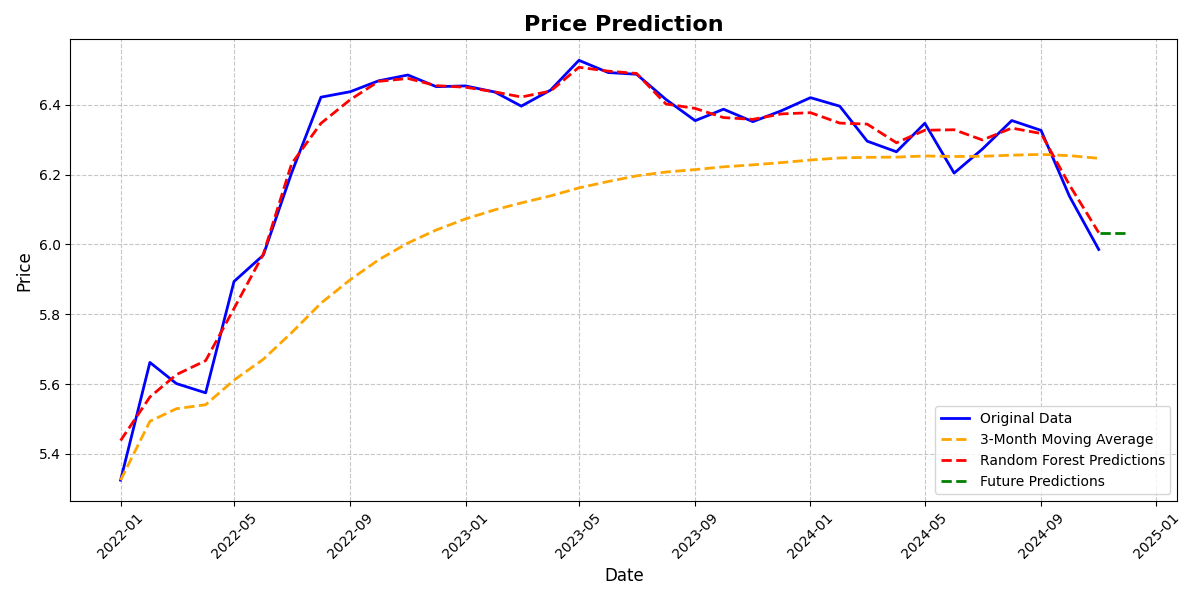 Price Prediction
Price
6.4
6.2
6.0
5.8
5.6
5.4
Original Data
3-Month Moving Average
Random Forest Predictions
Future Predictions
2022-01
2022-05
2022-09
2023-01
2023-05
2023-09
2024-01
2024-05
2024-09
2025-01
Date